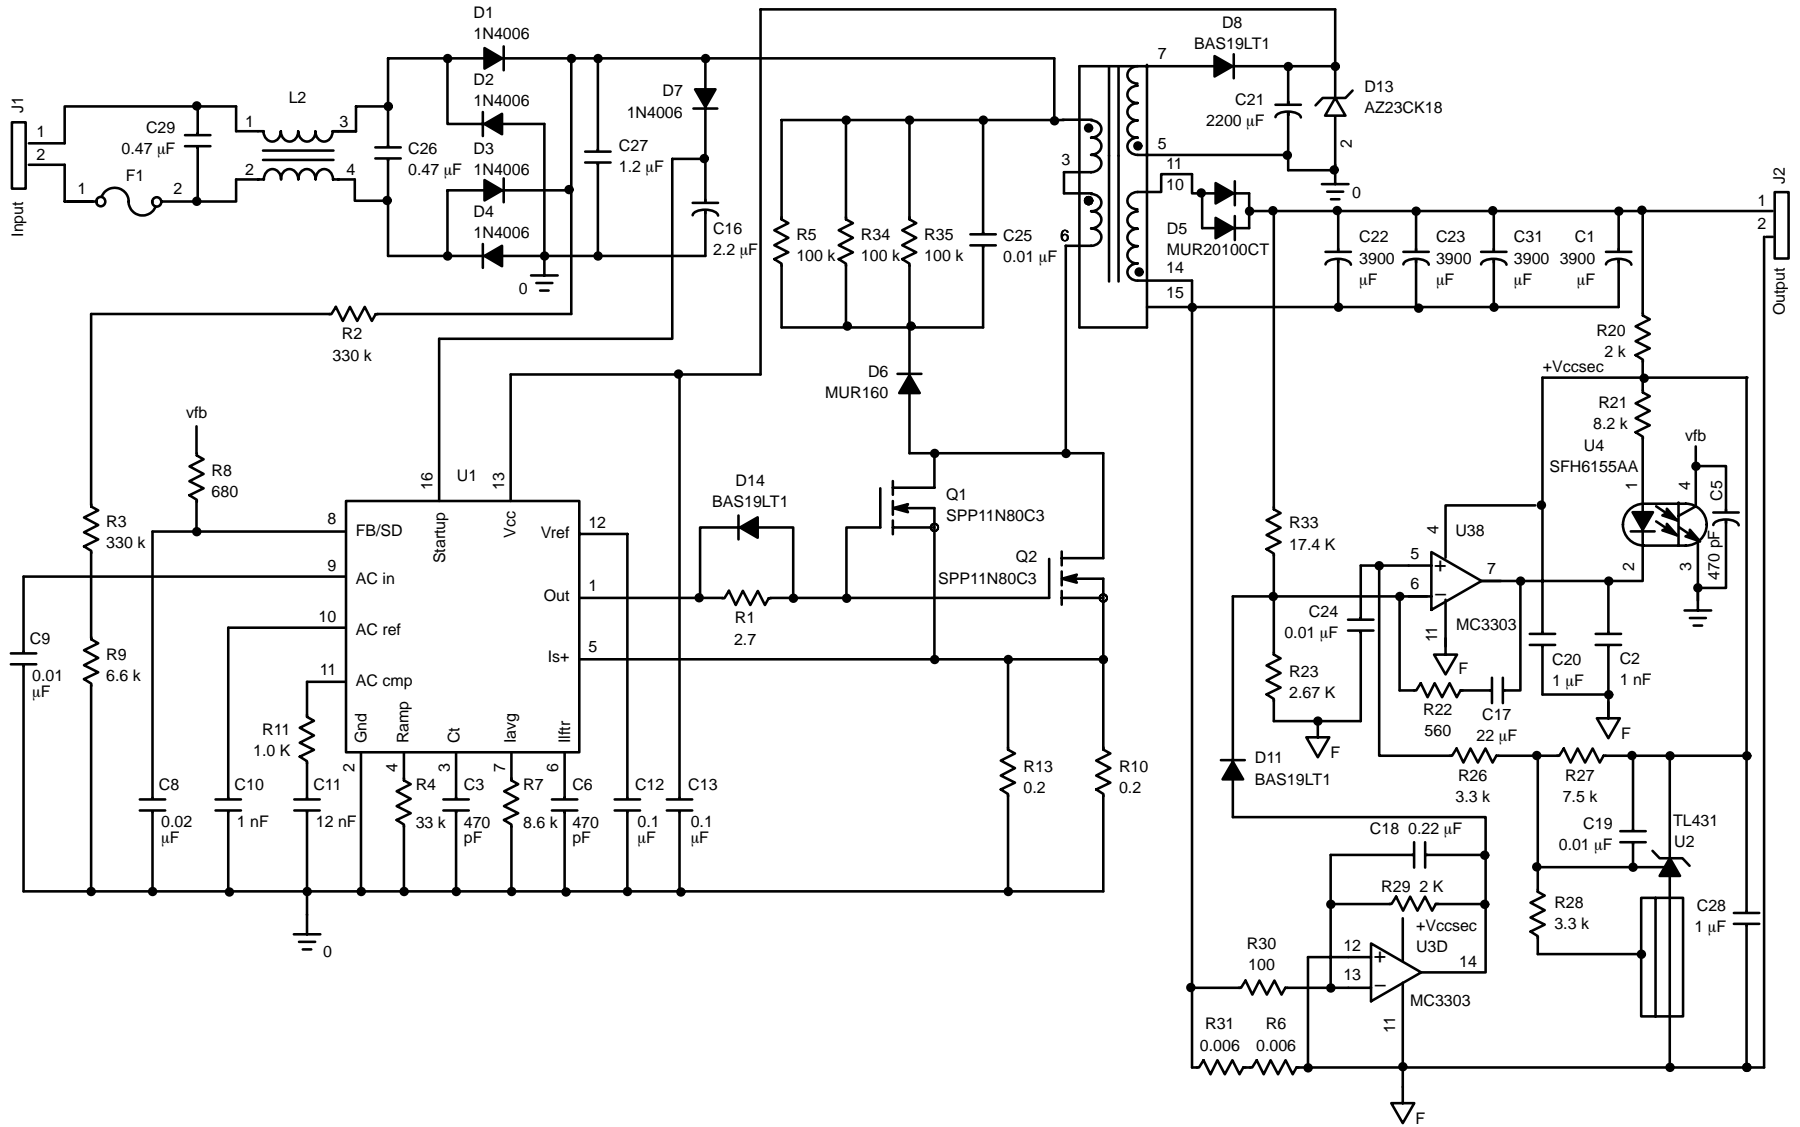 J1
Input
1
2
F1
1
2
C29
0.47 μF
L2
1
3
2
4
C26
0.47 μF
D1
1N4006
D2
1N4006
D3
1N4006
D4
1N4006
0
C27
1.2 μF
D7
1N4006
C16
2.2 μF
R2
330 k
R5
100 k
R34
100 k
R35
100 k
C25
0.01 μF
D6
MUR160
3
6
7
5
11
10
14
15
D8
BAS19LT1
C21
2200 μF
D13
AZ23CK18
2
0
D5
MUR20100CT
C22
3900
μF
C23
3900
μF
C31
3900
μF
C1
3900
μF
J2
1
2
Output
R20
2 k
+Vccsec
R21
8.2 k
U4
SFH6155AA
vfb
1
2
4
3
C5
470 pF
vfb
R8
680
R3
330 k
R9
6.6 k
C9
0.01
μF
U1
16
13
Startup
Vcc
8
FB/SD
9
AC in
10
AC ref
11
AC cmp
12
Vref
1
Out
5
Is+
Gnd
Ramp
Ct
Iavg
Ilftr
2
4
3
7
6
R11
1.0 K
C8
0.02
μF
C10
1 nF
C11
12 nF
R4
33 k
C3
470
pF
R7
8.6 k
C6
470
pF
C12
0.1
μF
C13
0.1
μF
0
D14
BAS19LT1
R1
2.7
Q1
SPP11N80C3
Q2
SPP11N80C3
R13
0.2
R10
0.2
R33
17.4 K
R23
2.67 K
C24
0.01 μF
F
4
U38
5
6
7
11
MC3303
F
R22
560
C17
22 μF
C20
1 μF
C2
1 nF
F
D11
BAS19LT1
R26
3.3 k
R27
7.5 k
C19
0.01 μF
TL431
U2
R28
3.3 k
C28
1 μF
C18 0.22 μF
R29 2 K
+Vccsec
U3D
12
13
14
11
MC3303
R30
100
R31
0.006
R6
0.006
F